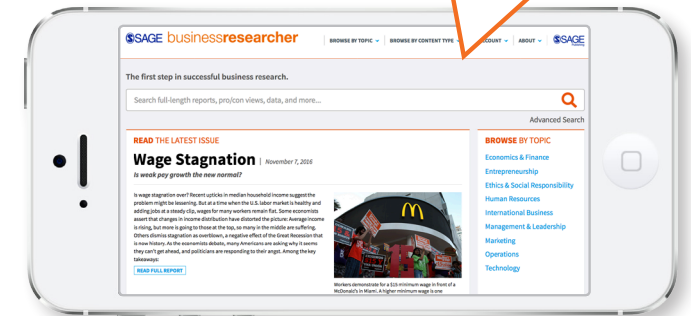 SAGE businessresearcher
BROWSE BY TOPIC
BROWSE BY CONTENT TYPE
ABOUT
SAGE
The first step in successful business research.
Search full-length reports, pro/con views, data, and more...
Advanced Search
READ THE LATEST ISSUE
Wage Stagnation | November 7, 2016
Is weak pay growth the new normal?
Is wage stagnation over? Recent upticks in median household income suggest the
problem might be lessening. But at a time when the U.S. labor market is healthy and
adding jobs at a steady clip, wages for many workers remain flat. Some economists
assert that changes in income distribution have distorted the picture: Average income
is rising, but more is going to those at the top, so many in the middle are suffering.
Others dismiss stagnation as overblown, a negative effect of the Great Recession that
is now history. As the economists debate, many Americans are asking why it seems
they can't get ahead, and politicians are responding to their angst. Among the key
takeaways:
READ FULL REPORT
Workers demonstrate for a $15 minimum wage in front of a
McDonald's in Miami. A higher minimum wage is one
BROWSE BY TOPIC
Economics & Finance
Entrepreneurship
Ethics & Social Responsibility
Human Resources
International Business
Management & Leadership
Marketing
Operations
Technology